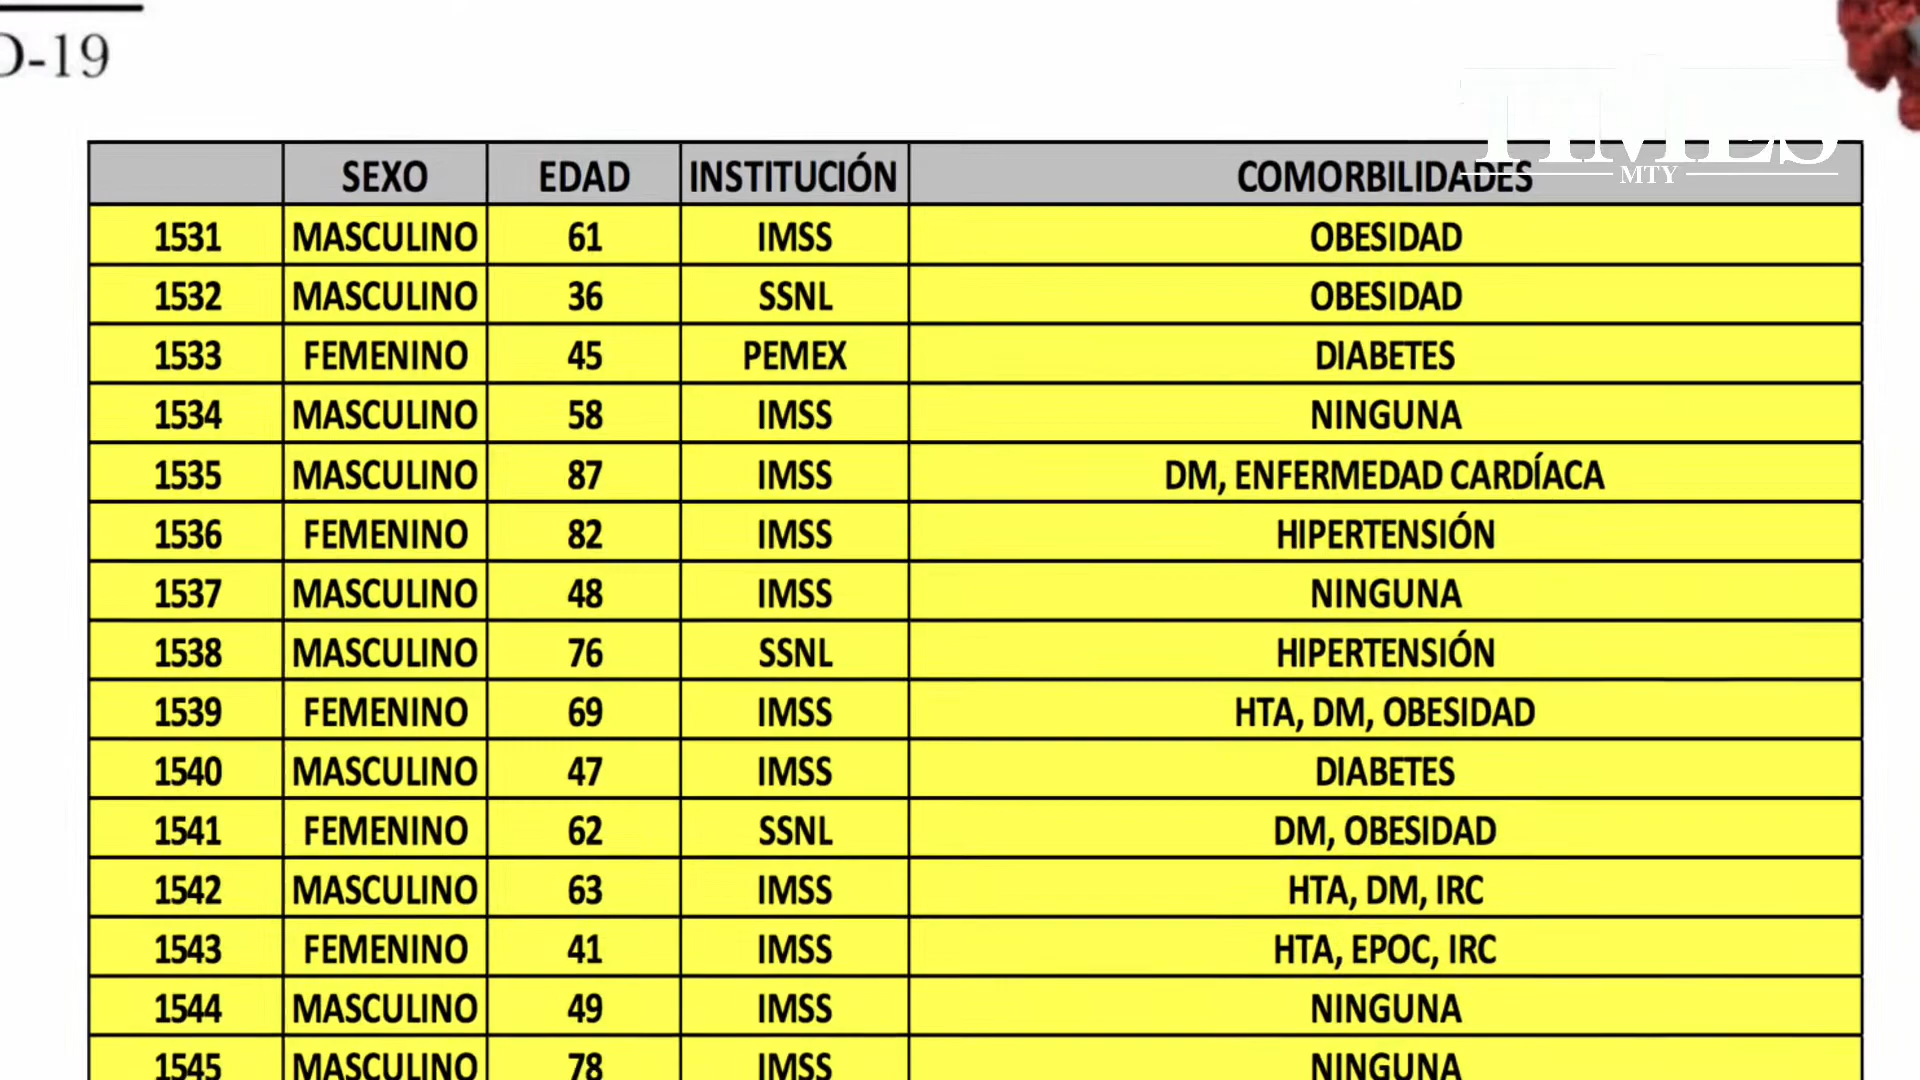 D-19
TIMES
MTY
SEXO EDAD INSTITUCIÓN COMORBILIDADES
1531 MASCULINO 61 IMSS OBESIDAD
1532 MASCULINO 36 SSNL OBESIDAD
1533 FEMENINO 45 PEMEX DIABETES
1534 MASCULINO 58 IMSS NINGUNA
1535 MASCULINO 87 IMSS DM, ENFERMEDAD CARDÍACA
1536 FEMENINO 82 IMSS HIPERTENSIÓN
1537 MASCULINO 48 IMSS NINGUNA
1538 MASCULINO 76 SSNL HIPERTENSIÓN
1539 FEMENINO 69 IMSS HTA, DM, OBESIDAD
1540 MASCULINO 47 IMSS DIABETES
1541 FEMENINO 62 SSNL DM, OBESIDAD
1542 MASCULINO 63 IMSS HTA, DM, IRC
1543 FEMENINO 41 IMSS HTA, EPOC, IRC
1544 MASCULINO 49 IMSS NINGUNA
1545 MASCULINO 78 IMSS NINGUNA